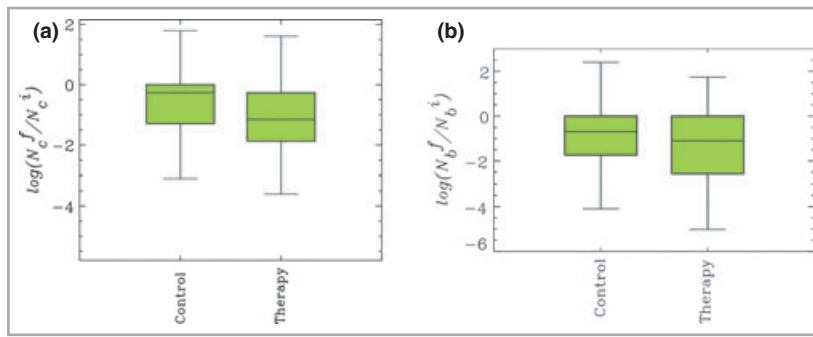 (a)
2
0
-2
-4
log(N_c^f/N_c^i)
Control
Therapy
(b)
2
0
-2
-4
-6
log(N_b^f/N_b^i)
Control
Therapy